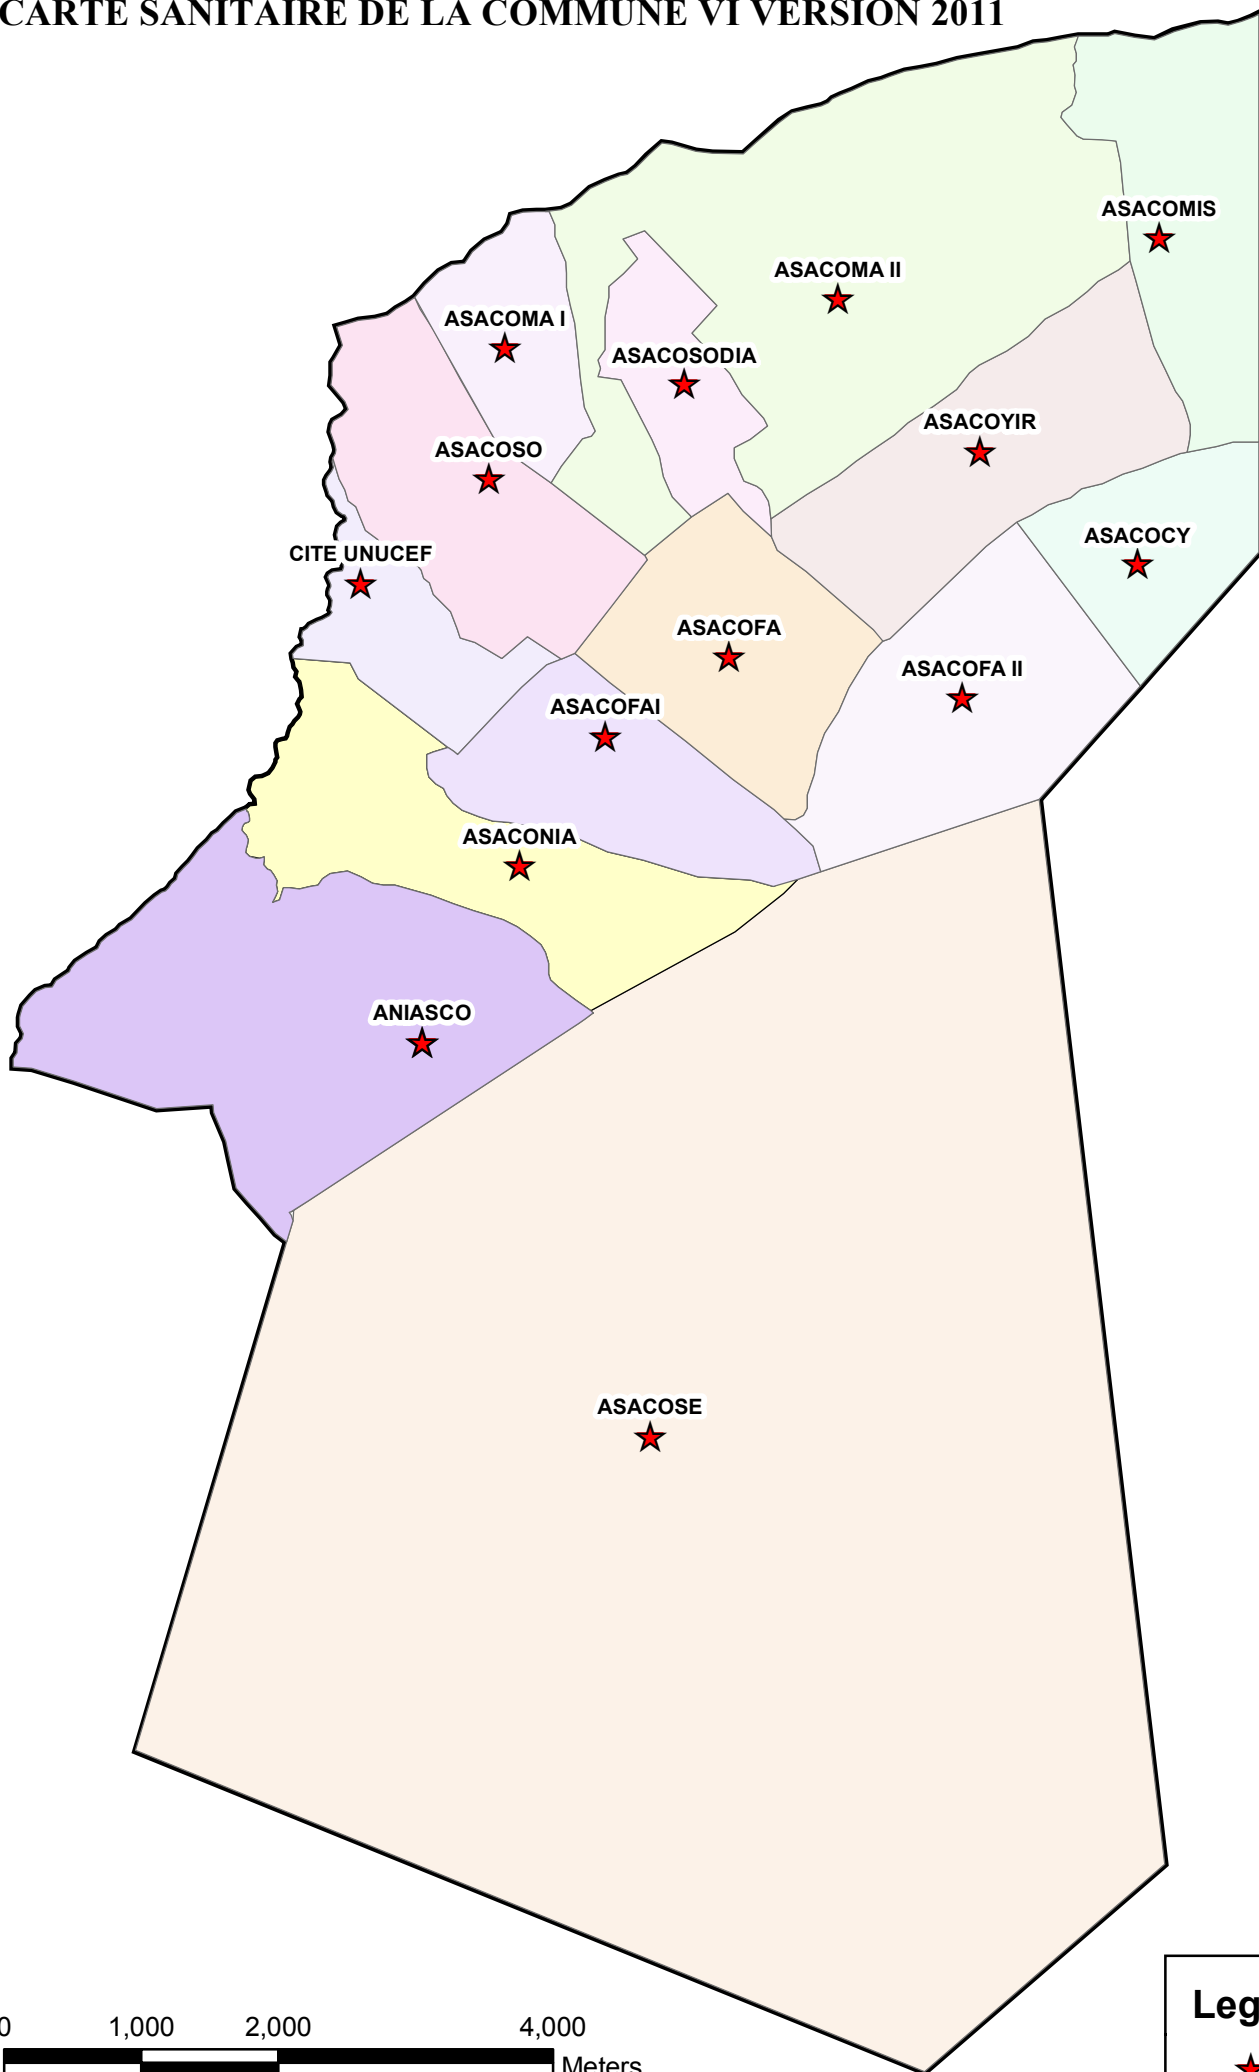 CARTE SANITAIRE DE LA COMMUNE VI VERSION 2011
ASACOMIS
ASACOMA II
ASACOMA I
ASACOSODIA
ASACOYIR
ASACOSO
ASACOCY
CITE UNUCEF
ASACOFA
ASACOFA II
ASACOFAI
ASACONIA
ANIASCO
ASACOSE
Leg
0 1,000 2,000 4,000
Meters